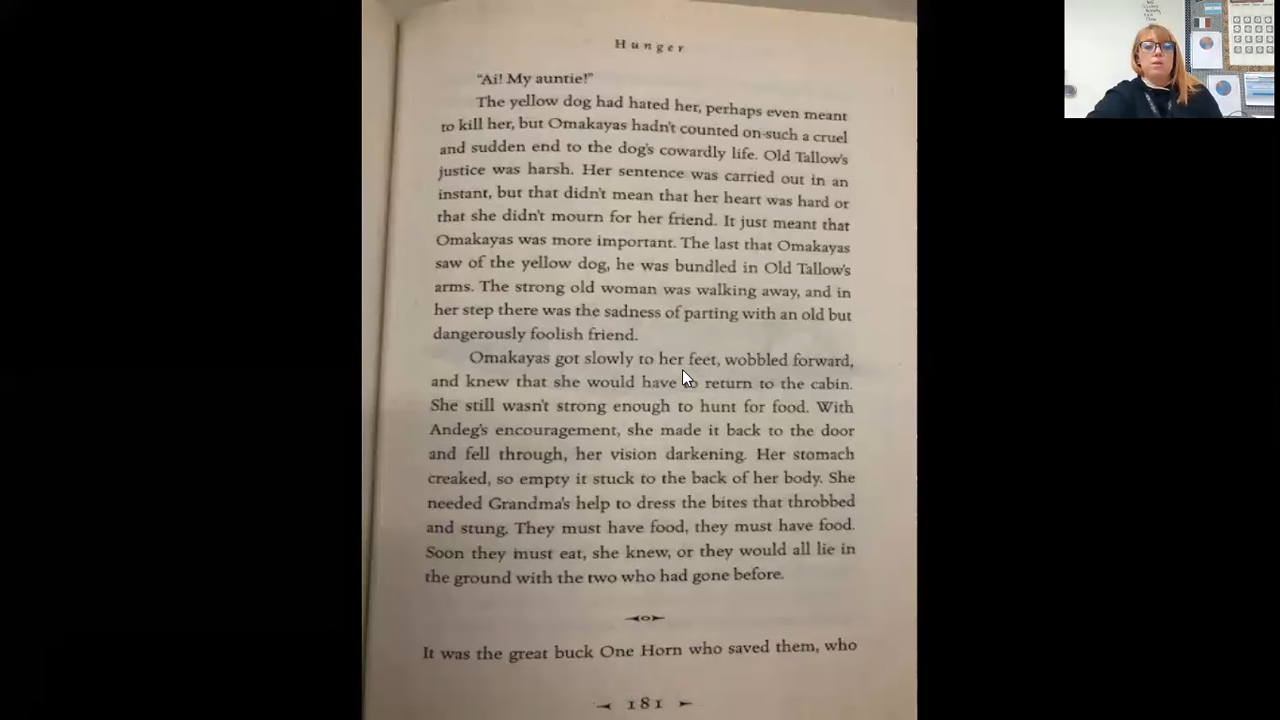 Hunger
"Ai! My auntie!"
The yellow dog had hated her, perhaps even meant
to kill her, but Omakayas hadn't counted on such a cruel
and sudden end to the dog's cowardly life. Old Tallow's
justice was harsh. Her sentence was carried out in an
instant, but that didn't mean that her heart was hard or
that she didn't mourn for her friend. It just meant that
Omakayas was more important. The last that Omakayas
saw of the yellow dog, he was bundled in Old Tallow's
arms. The strong old woman was walking away, and in
her step there was the sadness of parting with an old but
dangerously foolish friend.
Omakayas got slowly to her feet, wobbled forward,
and knew that she would have to return to the cabin.
She still wasn't strong enough to hunt for food. With
Andeg's encouragement, she made it back to the door
and fell through, her vision darkening. Her stomach
creaked, so empty it stuck to the back of her body. She
needed Grandma's help to dress the bites that throbbed
and stung. They must have food, they must have food.
Soon they must eat, she knew, or they would all lie in
the ground with the two who had gone before.
It was the great buck One Horn who saved them, who
181